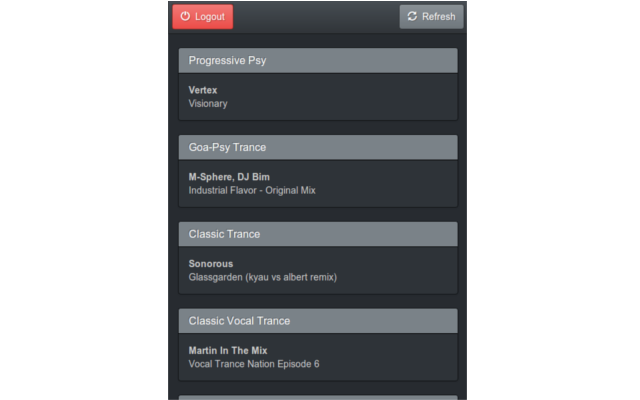 Logout
Refresh
Progressive Psy
Vertex
Visionary
Goa-Psy Trance
M-Sphere, DJ Bim
Industrial Flavor - Original Mix
Classic Trance
Sonorous
Glassgarden (kyau vs albert remix)
Classic Vocal Trance
Martin In The Mix
Vocal Trance Nation Episode 6